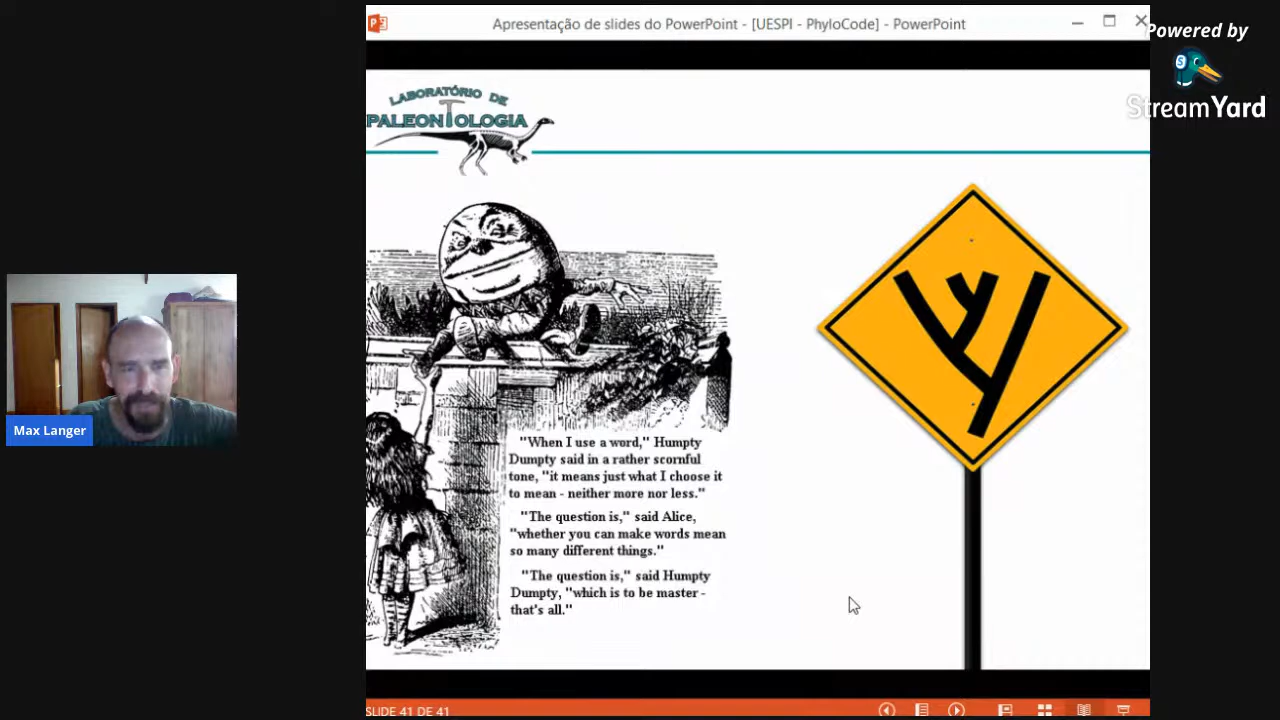 Apresentação de slides do PowerPoint - [UESPI - PhyloCode] - PowerPoint
Powered by
StreamYard
LABORATÓRIO DE
PALEONTOLOGIA
Max Langer
"When I use a word," Humpty
Dumpty said in a rather scornful
tone, "it means just what I choose it
to mean - neither more nor less."
"The question is," said Alice,
"whether you can make words mean
so many different things."
"The question is," said Humpty
Dumpty, "which is to be master -
that's all."
SLIDE 41 DE 41